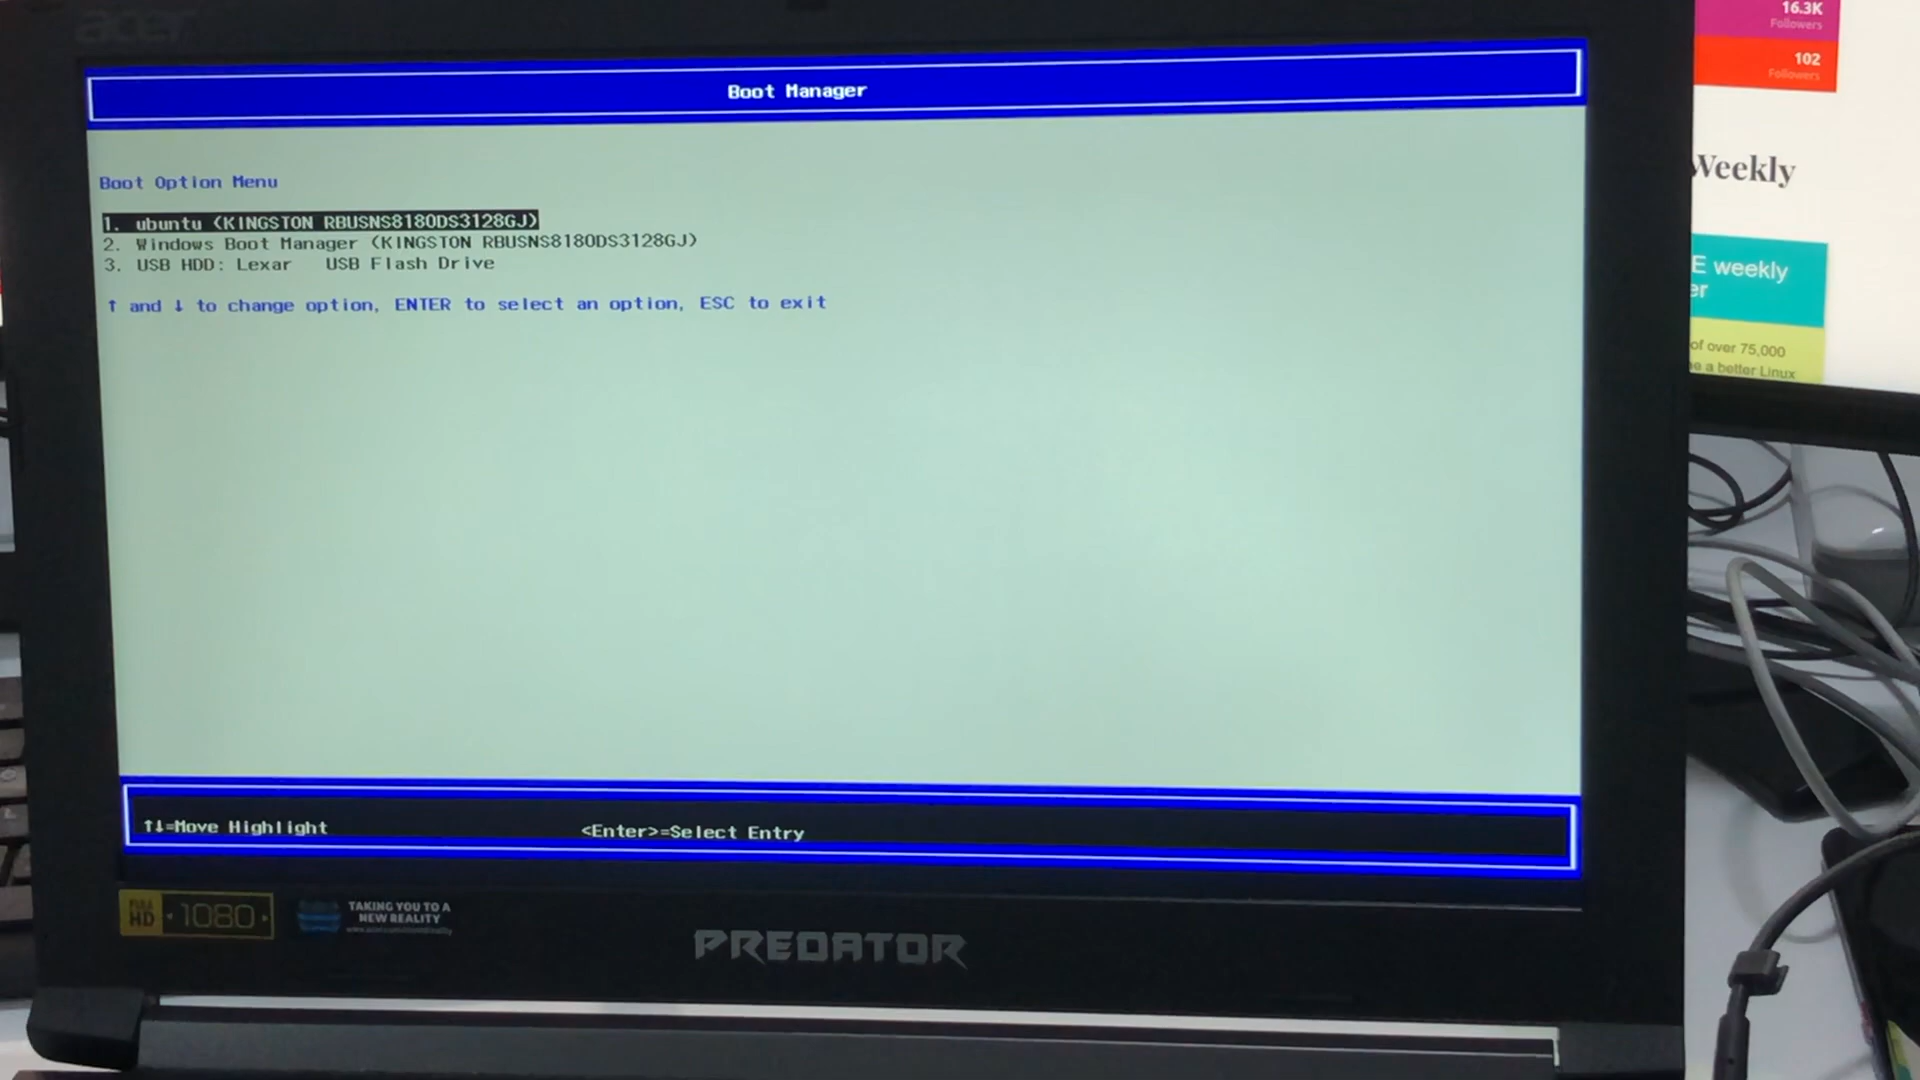 acer
16.3K
Followers
102
Followers
Boot Manager
Weekly
Boot Option Menu
1. ubuntu (KINGSTON RBUSNS8180DS3128GJ)
2. Windows Boot Manager (KINGSTON RBUSNS8180DS3128GJ)
3. USB HDD: Lexar USB Flash Drive
E weekly
er
↑ and ↓ to change option, ENTER to select an option, ESC to exit
of over 75,000
e a better Linux
↑↓=Move Highlight
<Enter>=Select Entry
FULL HD 1080
TAKING YOU TO A
NEW REALITY
PREDATOR